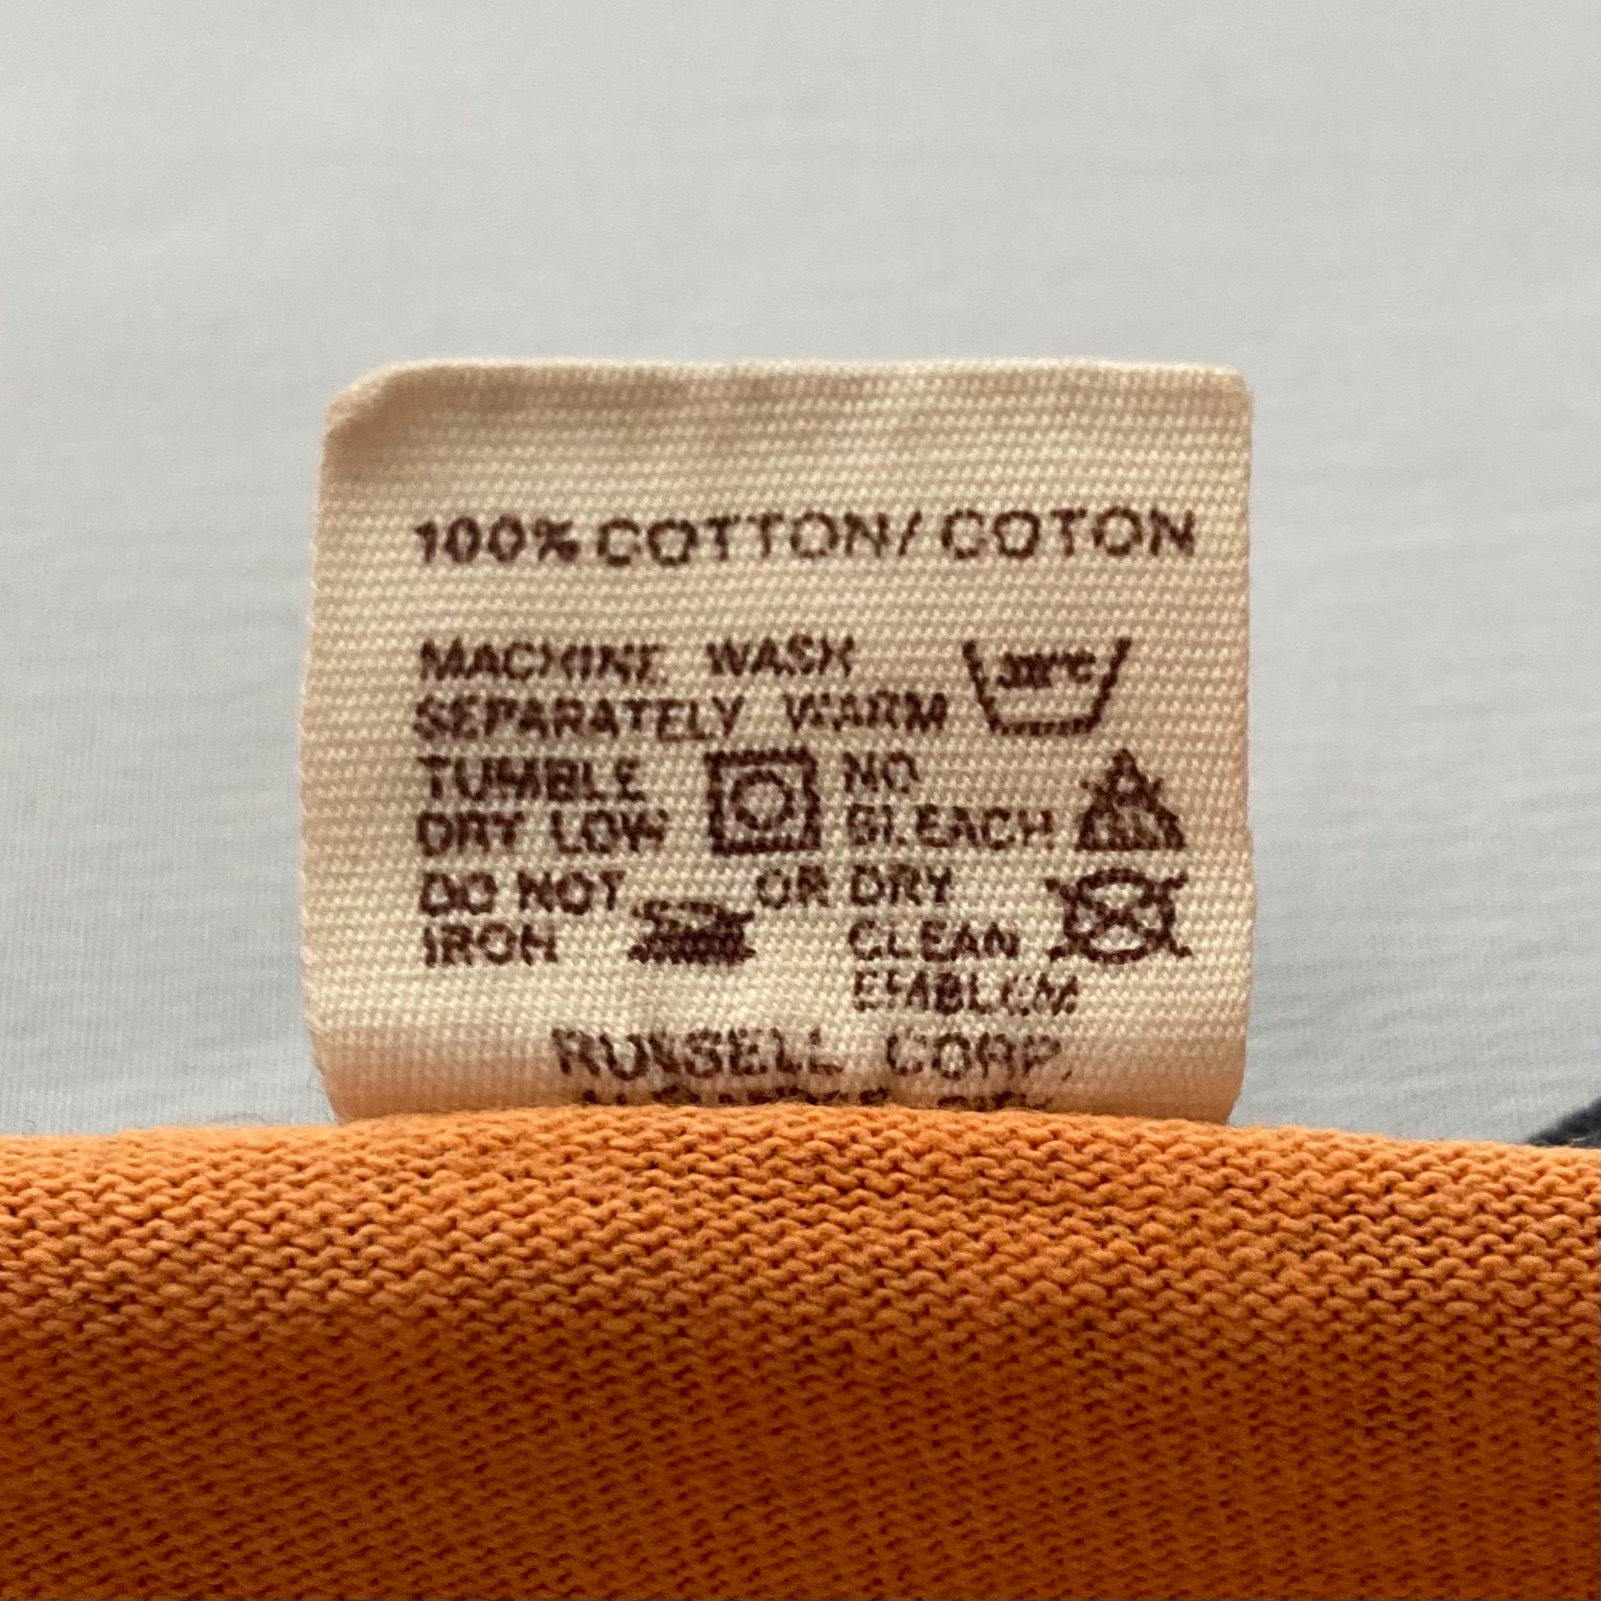 100% COTTON/ COTON
MACHINE WASH
SEPARATELY WARM
TUMBLE
DRY LOW
NO
BLEACH
DO NOT
IRON
OR DRY
CLEAN
EMBLEM
RUSSELL CORP.